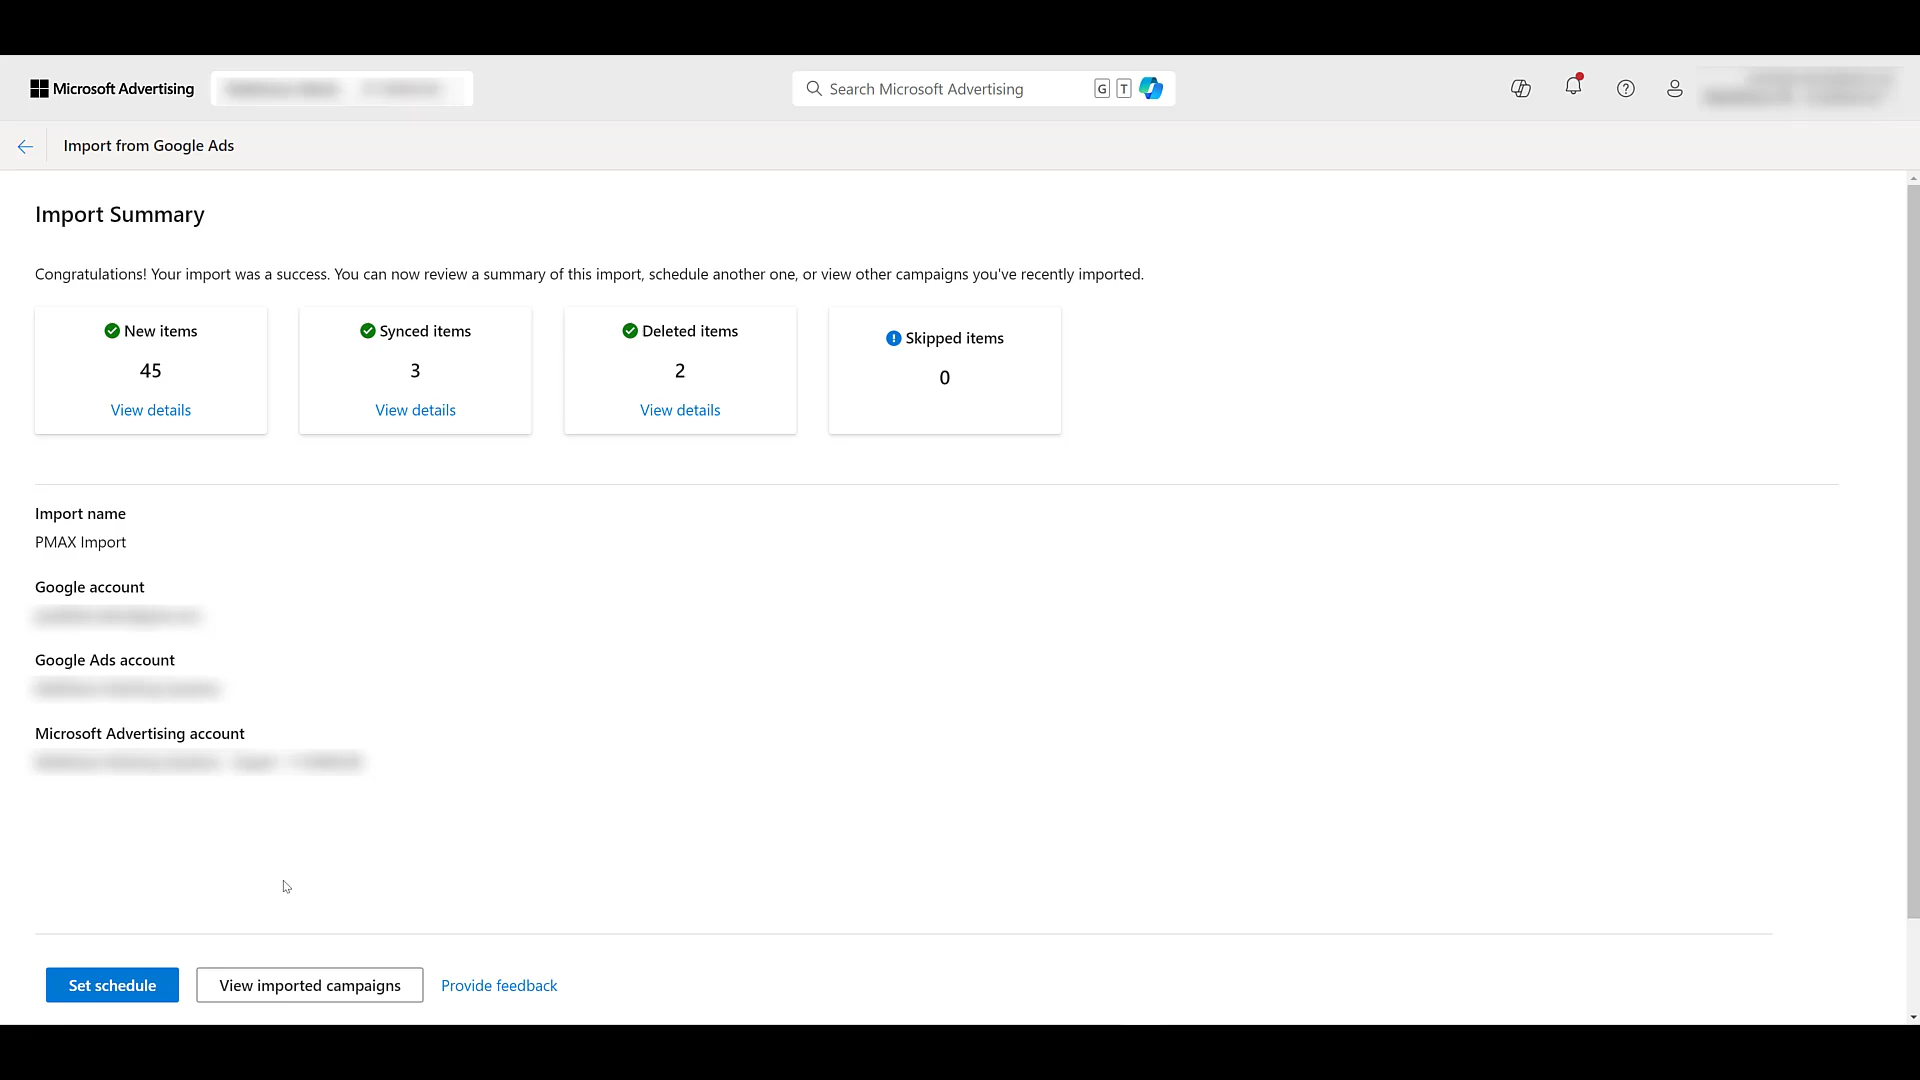 Microsoft Advertising
Search Microsoft Advertising G T
Import from Google Ads
Import Summary
Congratulations! Your import was a success. You can now review a summary of this import, schedule another one, or view other campaigns you've recently imported.
New items
45
View details
Synced items
3
View details
Deleted items
2
View details
Skipped items
0
Import name
PMAX Import
Google account
Google Ads account
Microsoft Advertising account
Set schedule
View imported campaigns
Provide feedback